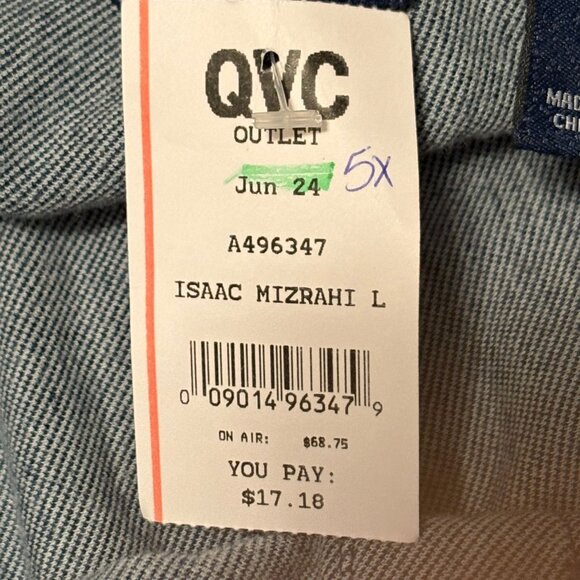 QVC
OUTLET
Jun 24 5X
A496347
ISAAC MIZRAHI L
0 09014 96347 9
ON AIR: $68.75
YOU PAY:
$17.18